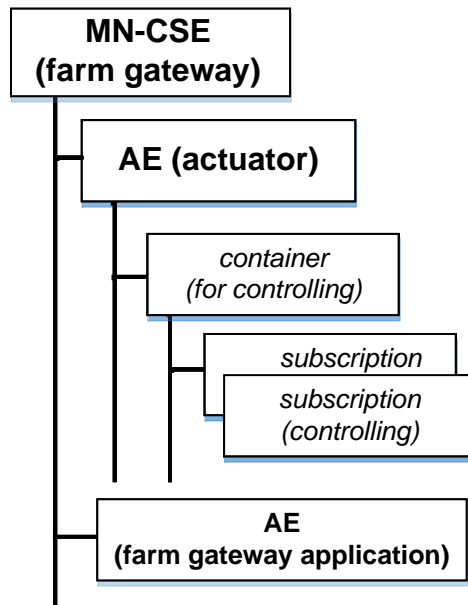 MN-CSE
(farm gateway)
AE (actuator)
container
(for controlling)
subscription
subscription
(controlling)
AE
(farm gateway application)